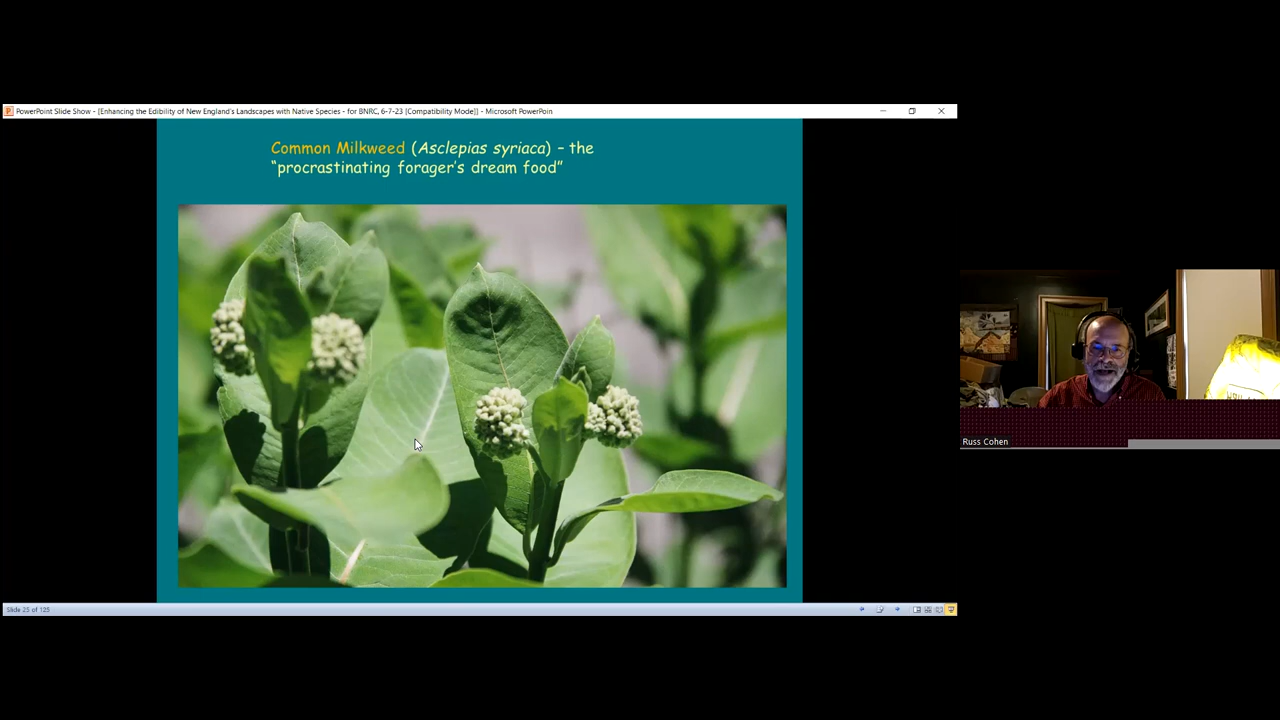 PowerPoint Slide Show - [Enhancing the Edibility of New England's Landscapes with Native Species - for BNRC, 6-7-23 [Compatibility Mode]] - Microsoft PowerPoin
Common Milkweed (Asclepias syriaca) – the
“procrastinating forager’s dream food”
Russ Cohen
Slide 25 of 125